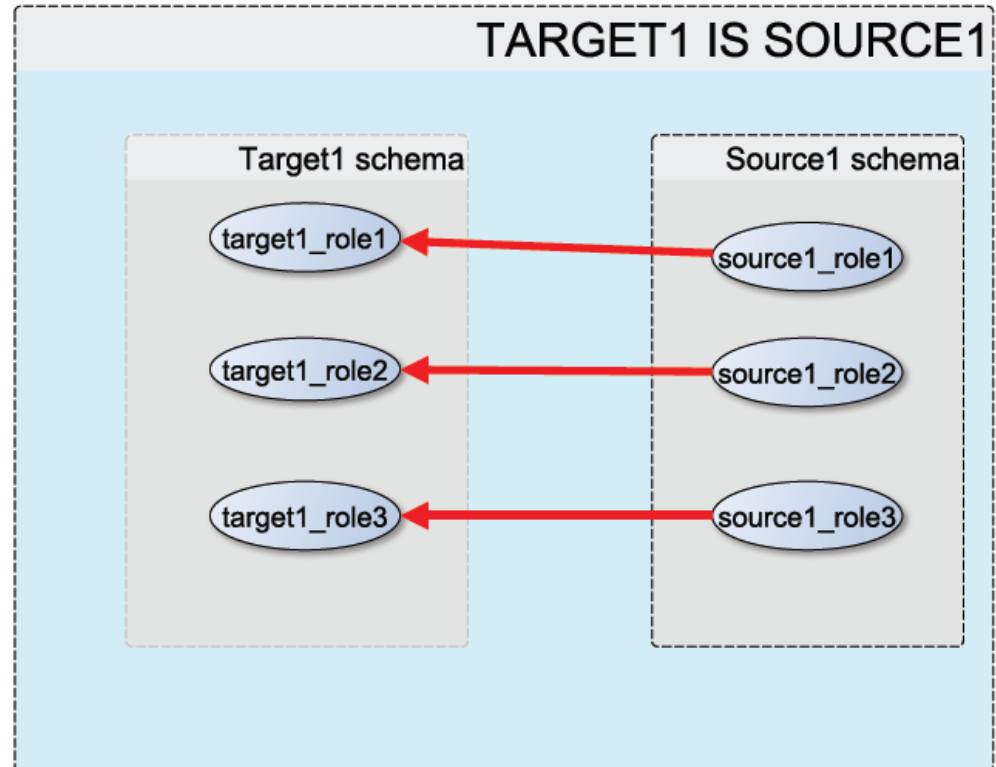 TARGET1 IS SOURCE1
Target1 schema
Source1 schema
target1_role1
source1_role1
target1_role2
source1_role2
target1_role3
source1_role3